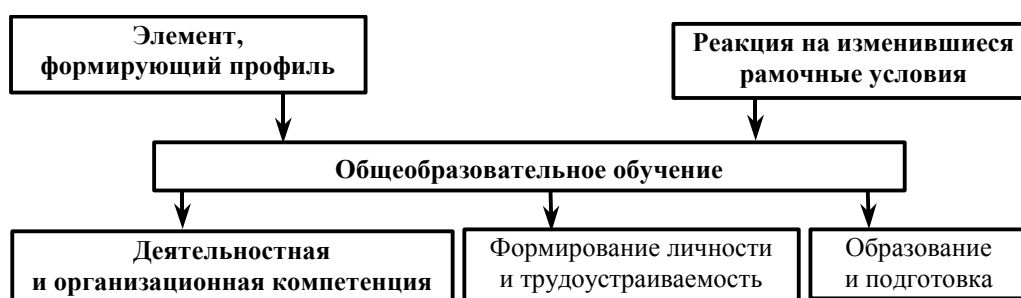 Элемент,
формирующий профиль
Реакция на изменившиеся
рамочные условия
Общеобразовательное обучение
Деятельностная
и организационная компетенция
Формирование личности
и трудоустраиваемость
Образование
и подготовка